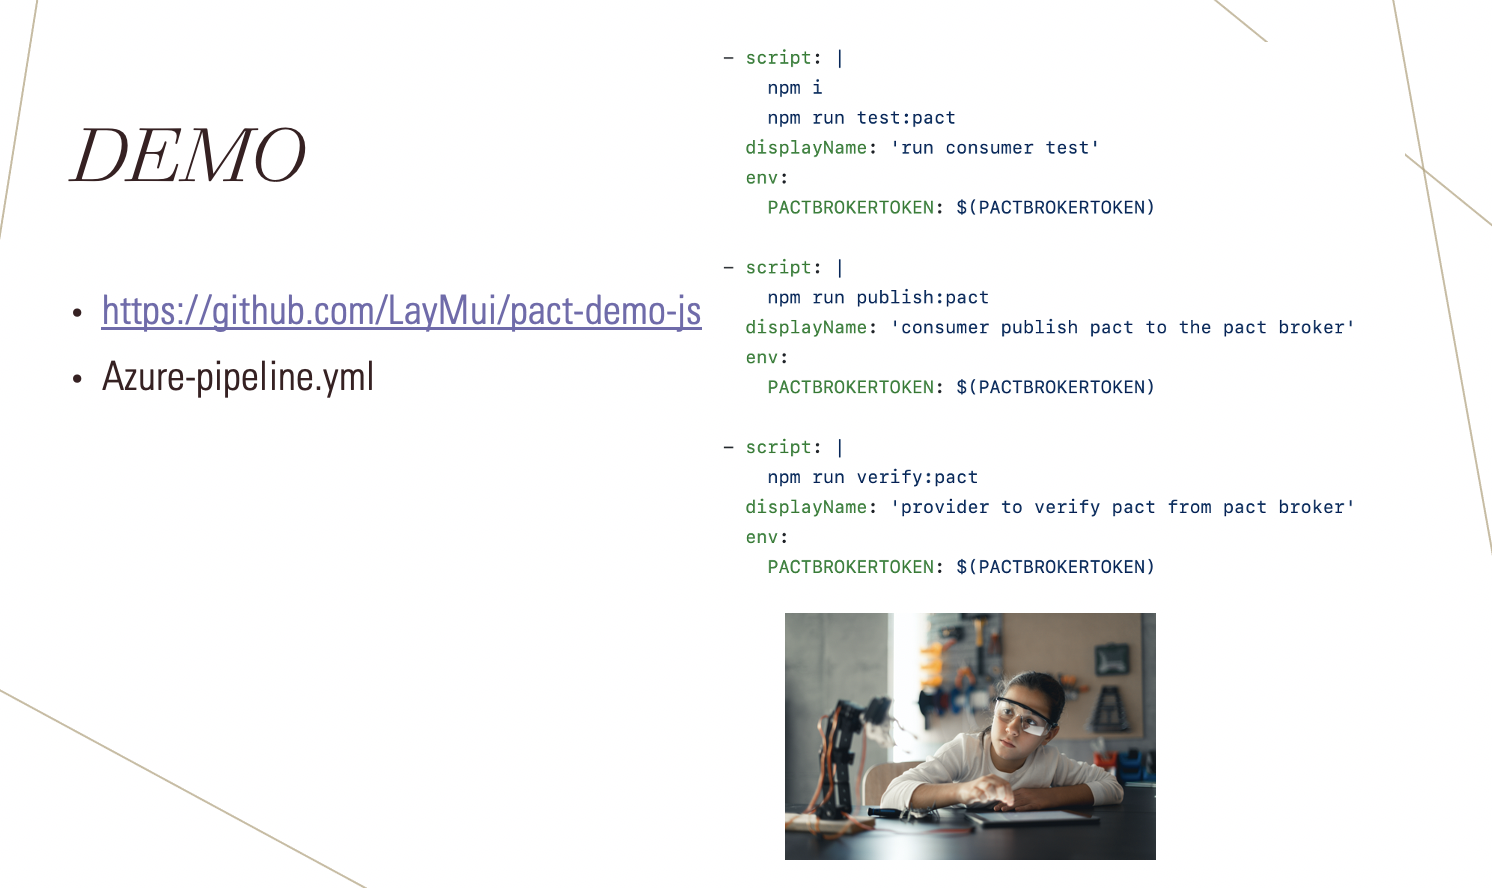 DEMO
• https://github.com/LayMui/pact-demo-js
• Azure-pipeline.yml
- script: |
npm i
npm run test:pact
displayName: 'run consumer test'
env:
PACTBROKERTOKEN: $(PACTBROKERTOKEN)
- script: |
npm run publish:pact
displayName: 'consumer publish pact to the pact broker'
env:
PACTBROKERTOKEN: $(PACTBROKERTOKEN)
- script: |
npm run verify:pact
displayName: 'provider to verify pact from pact broker'
env:
PACTBROKERTOKEN: $(PACTBROKERTOKEN)